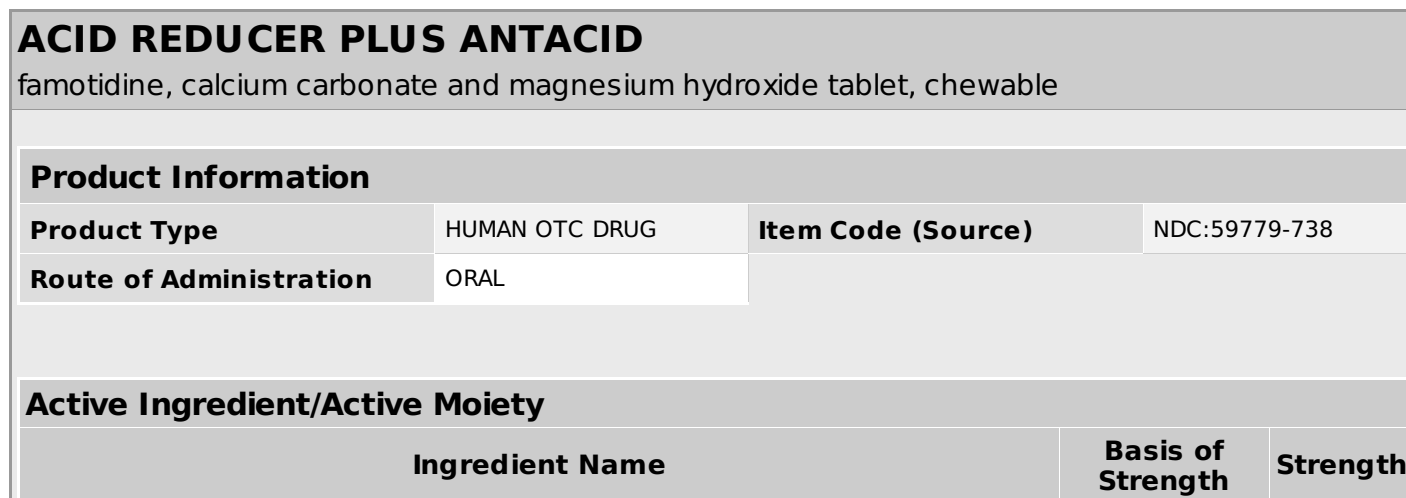 ACID REDUCER PLUS ANTACID
famotidine, calcium carbonate and magnesium hydroxide tablet, chewable
Product Information
Product Type HUMAN OTC DRUG Item Code (Source) NDC:59779-738
Route of Administration ORAL
Active Ingredient/Active Moiety
Ingredient Name Basis of Strength Strength